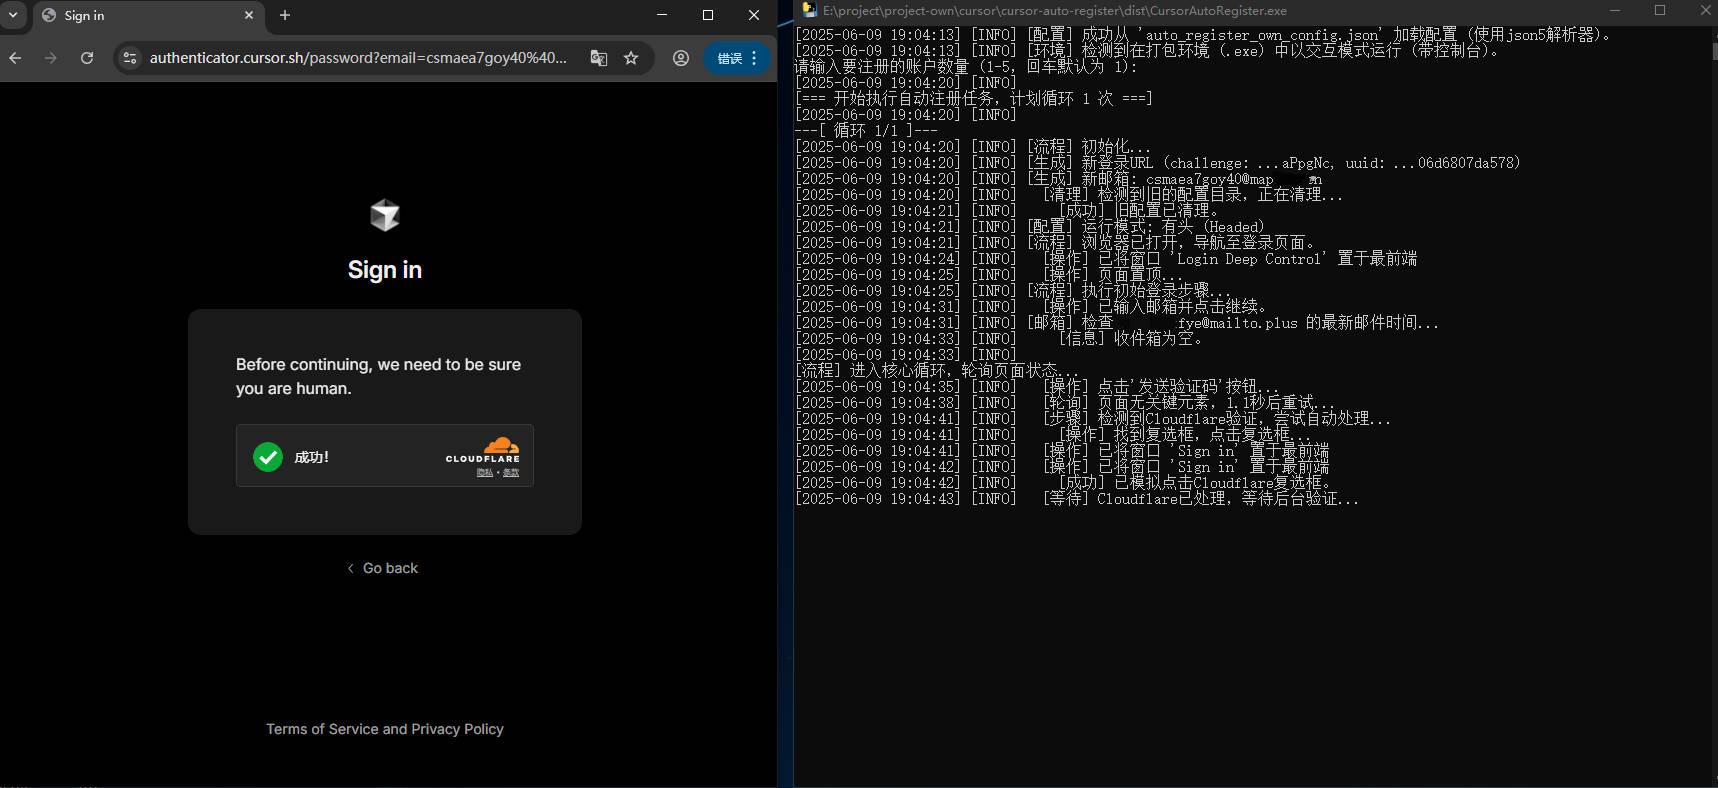 Sign in
authenticator.cursor.sh/password?email=csmaea7goy40%40...
错误
Sign in
Before continuing, we need to be sure
you are human.
成功!
CLOUDFLARE
隐私 • 条款
Go back
Terms of Service and Privacy Policy
E:\project\project-own\cursor\cursor-auto-register\dist\CursorAutoRegister.exe
[2025-06-09 19:04:13] [INFO] [配置] 成功从 'auto_register_own_config.json' 加载配置 (使用json5解析器)。
[2025-06-09 19:04:13] [INFO] [环境] 检测到在打包环境 (.exe) 中以交互模式运行 (带控制台)。
请输入要注册的账户数量 (1-5, 回车默认为 1):
[2025-06-09 19:04:20] [INFO]
[=== 开始执行自动注册任务, 计划循环 1 次 ===]
[2025-06-09 19:04:20] [INFO]
---[ 循环 1/1 ]---
[2025-06-09 19:04:20] [INFO] [流程] 初始化...
[2025-06-09 19:04:20] [INFO] [生成] 新登录URL (challenge: ...aPpgNc, uuid: ...06d6807da578)
[2025-06-09 19:04:20] [INFO] [生成] 新邮箱: csmaea7goy40@map
[2025-06-09 19:04:20] [INFO] [清理] 检测到旧的配置目录, 正在清理...
[2025-06-09 19:04:21] [INFO] [成功] 旧配置已清理。
[2025-06-09 19:04:21] [INFO] [配置] 运行模式: 有头 (Headed)
[2025-06-09 19:04:21] [INFO] [流程] 浏览器已打开, 导航至登录页面。
[2025-06-09 19:04:24] [INFO] [操作] 已将窗口 'Login Deep Control' 置于最前端
[2025-06-09 19:04:25] [INFO] [操作] 页面置顶...
[2025-06-09 19:04:25] [INFO] [流程] 执行初始登录步骤...
[2025-06-09 19:04:31] [INFO] [操作] 已输入邮箱并点击继续。
[2025-06-09 19:04:31] [INFO] [邮箱] 检查 fye@mailto.plus 的最新邮件时间...
[2025-06-09 19:04:33] [INFO] [信息] 收件箱为空。
[2025-06-09 19:04:33] [INFO]
[流程] 进入核心循环, 轮询页面状态...
[2025-06-09 19:04:35] [INFO] [操作] 点击'发送验证码'按钮...
[2025-06-09 19:04:38] [INFO] [轮询] 页面无关键元素, 1.1秒后重试...
[2025-06-09 19:04:41] [INFO] [步骤] 检测到Cloudflare验证, 尝试自动处理...
[2025-06-09 19:04:41] [INFO] [操作] 找到复选框, 点击复选框...
[2025-06-09 19:04:41] [INFO] [操作] 已将窗口 'Sign in' 置于最前端
[2025-06-09 19:04:42] [INFO] [操作] 已将窗口 'Sign in' 置于最前端
[2025-06-09 19:04:42] [INFO] [成功] 已模拟点击Cloudflare复选框。
[2025-06-09 19:04:43] [INFO] [等待] Cloudflare已处理, 等待后台验证...